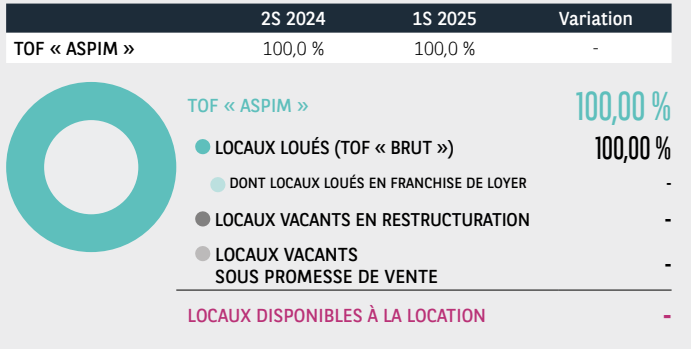 2S 2024 1S 2025 Variation
TOF « ASPIM » 100,0 % 100,0 % -
TOF « ASPIM » 100,00 %
LOCAUX LOUÉS (TOF « BRUT ») 100,00 %
DONT LOCAUX LOUÉS EN FRANCHISE DE LOYER -
LOCAUX VACANTS EN RESTRUCTURATION -
LOCAUX VACANTS
SOUS PROMESSE DE VENTE -
LOCAUX DISPONIBLES À LA LOCATION -